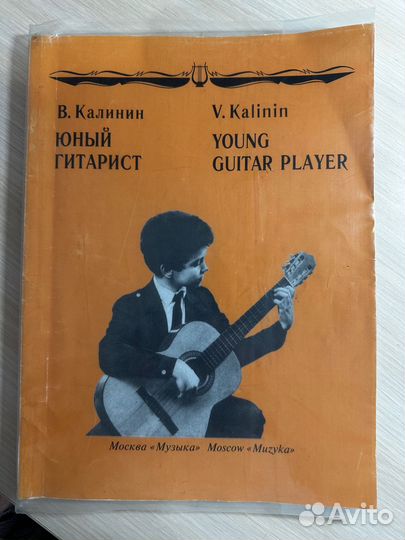 В. Калинин
ЮНЫЙ
ГИТАРИСТ
V. Kalinin
YOUNG
GUITAR PLAYER
Москва «Музыка» Moscow «Muzyka»
Avito